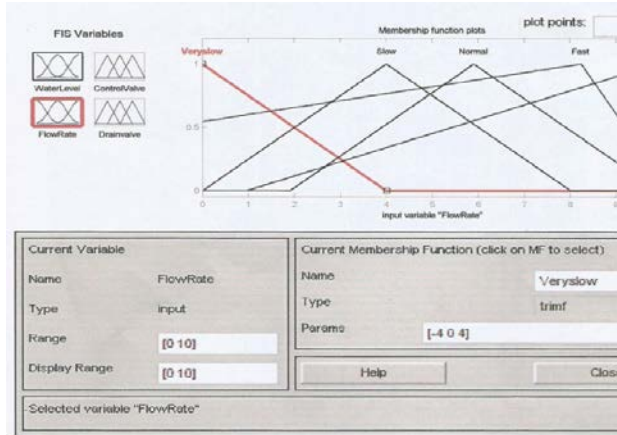 FIS Variables
Membership function plots
plot points:
Veryslow
Slow
Normal
Fast
WaterLevel
ControlValve
FlowRate
Drainvalve
1
0.5
0
0 1 2 3 4 5 6 7 8
input variable "FlowRate"
Current Variable
Name FlowRate
Type input
Range [0 10]
Display Range [0 10]
Current Membership Function (click on MF to select)
Name Veryslow
Type trimf
Params [-4 0 4]
Help
Selected variable "FlowRate"